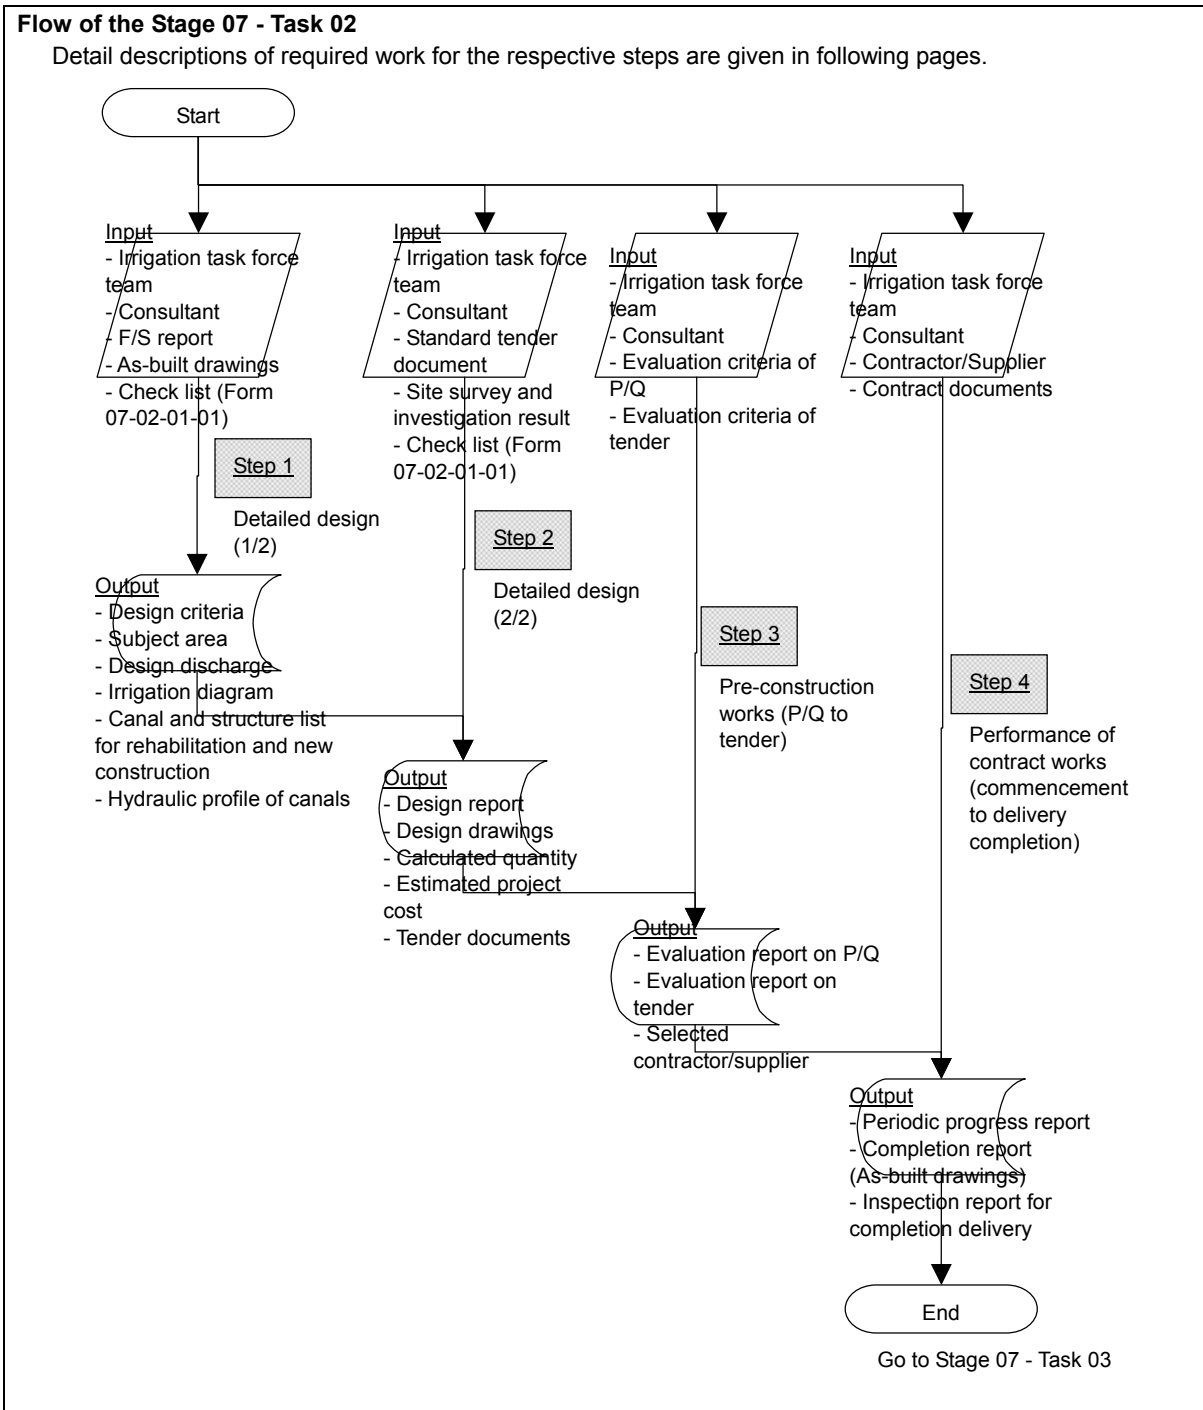 Flow of the Stage 07 - Task 02
Detail descriptions of required work for the respective steps are given in following pages.
Start
Input
- Irrigation task force
team
- Consultant
- F/S report
- As-built drawings
- Check list (Form
07-02-01-01)
Input
- Irrigation task force
team
- Consultant
- Standard tender
document
- Site survey and
investigation result
- Check list (Form
07-02-01-01)
Input
- Irrigation task force
team
- Consultant
- Evaluation criteria of
P/Q
- Evaluation criteria of
tender
Input
- Irrigation task force
team
- Consultant
- Contractor/Supplier
- Contract documents
Step 1
Detailed design
(1/2)
Step 2
Detailed design
(2/2)
Step 3
Pre-construction
works (P/Q to
tender)
Step 4
Performance of
contract works
(commencement
to delivery
completion)
Output
- Design criteria
- Subject area
- Design discharge
- Irrigation diagram
- Canal and structure list
for rehabilitation and new
construction
- Hydraulic profile of canals
Output
- Design report
- Design drawings
- Calculated quantity
- Estimated project
cost
- Tender documents
Output
- Evaluation report on P/Q
- Evaluation report on
tender
- Selected
contractor/supplier
Output
- Periodic progress report
- Completion report
(As-built drawings)
- Inspection report for
completion delivery
End
Go to Stage 07 - Task 03